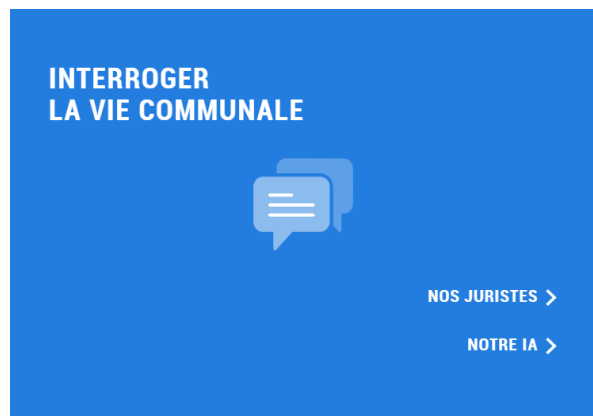 INTERROGER
LA VIE COMMUNALE
NOS JURISTES
NOTRE IA